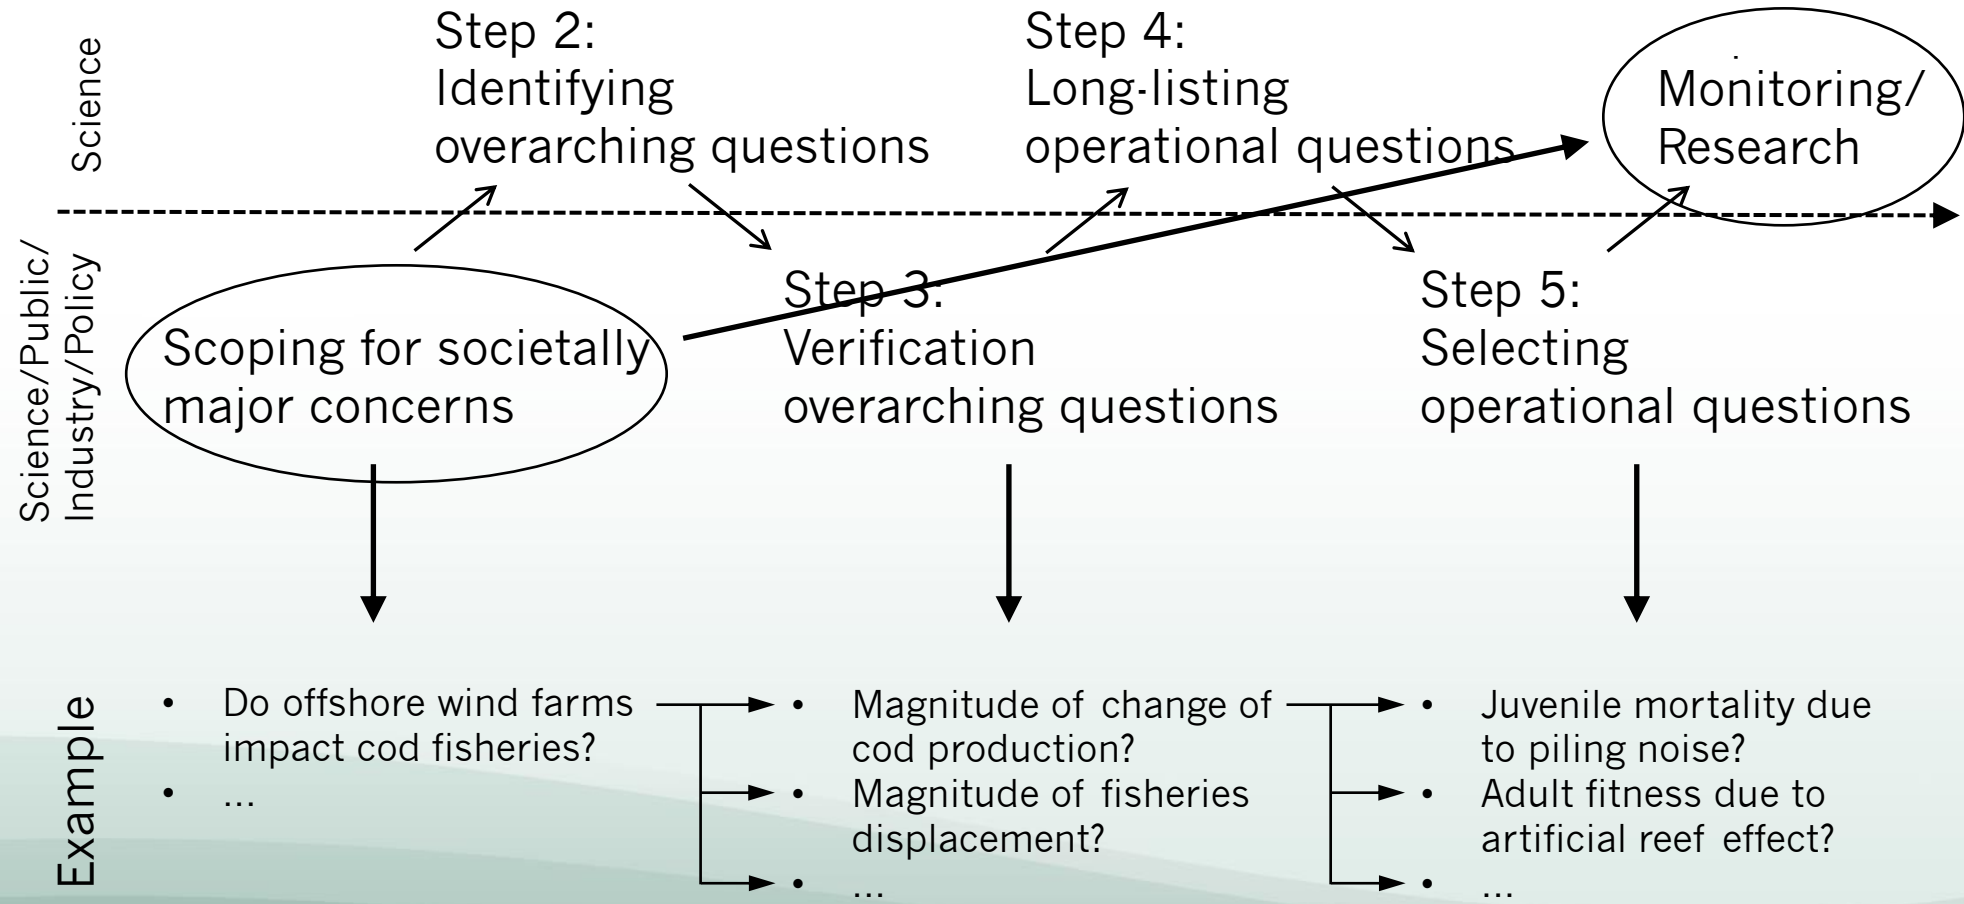 Science
Step 2:
Identifying
overarching questions
Step 4:
Long-listing
operational questions
Monitoring/
Research
Science/Public/
Industry/Policy
Scoping for societally
major concerns
Step 3:
Verification
overarching questions
Step 5:
Selecting
operational questions
Example
• Do offshore wind farms
impact cod fisheries?
• ...
• Magnitude of change of
cod production?
• Magnitude of fisheries
displacement?
• ...
• Juvenile mortality due
to piling noise?
• Adult fitness due to
artificial reef effect?
• ...